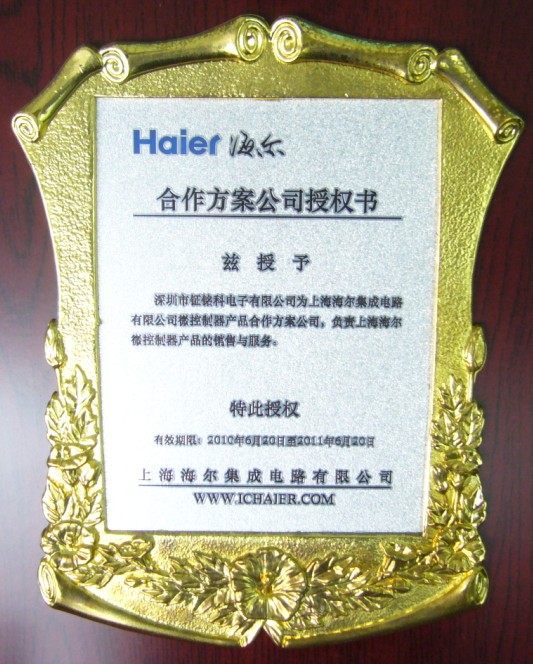 Haier 海尔
合作方案公司授权书
兹授予
深圳市钲铭科电子有限公司为上海海尔集成电路
有限公司微控制器产品合作方案公司，负责上海海尔
微控制器产品的销售与服务。
特此授权
有效期限：2010年6月20日至2011年6月20日
上海海尔集成电路有限公司
WWW.ICHAIER.COM